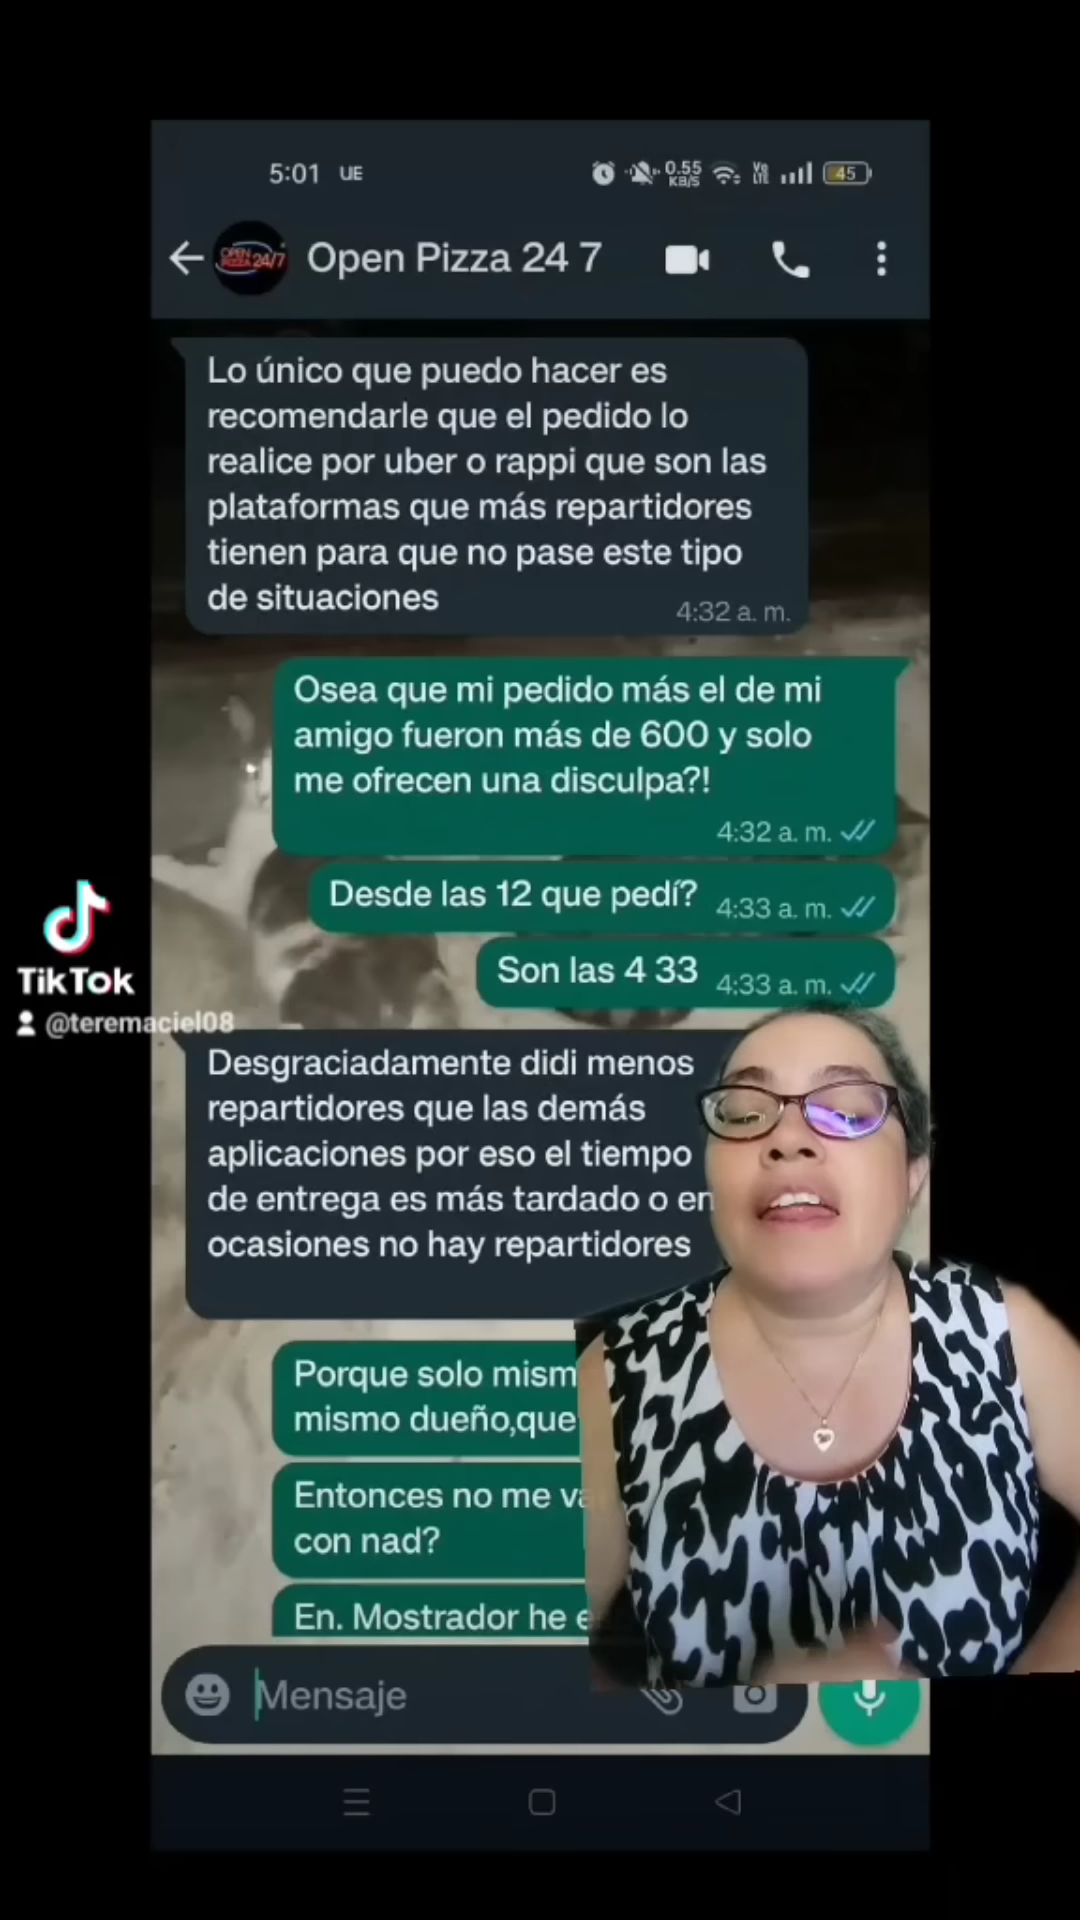 5:01 UE
0.55
KB/S
Vo
LTE
45
OPEN
PIZZA 24/7
Open Pizza 24 7
Lo único que puedo hacer es
recomendarle que el pedido lo
realice por uber o rappi que son las
plataformas que más repartidores
tienen para que no pase este tipo
de situaciones
4:32 a. m.
Osea que mi pedido más el de mi
amigo fueron más de 600 y solo
me ofrecen una disculpa?!
4:32 a. m.
Desde las 12 que pedí? 4:33 a. m.
Son las 4 33 4:33 a. m.
TikTok
@teremaciel08
Desgraciadamente didi menos
repartidores que las demás
aplicaciones por eso el tiempo
de entrega es más tardado o en
ocasiones no hay repartidores
Porque solo mism
mismo dueño,que
Entonces no me va
con nad?
En. Mostrador he e
Mensaje